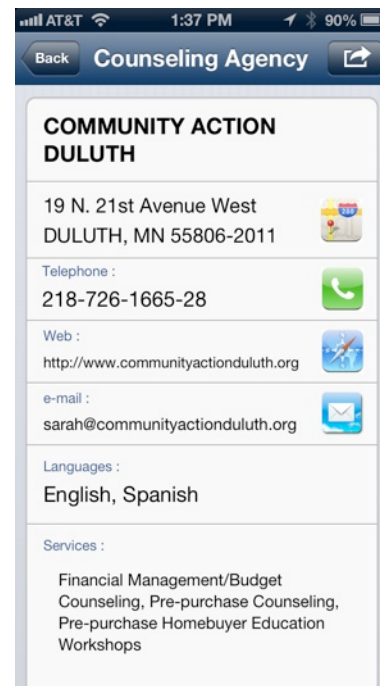 AT&T 1:37 PM 90%
Back Counseling Agency
COMMUNITY ACTION
DULUTH
19 N. 21st Avenue West
DULUTH, MN 55806-2011
280
Telephone :
218-726-1665-28
Web :
http://www.communityactionduluth.org
e-mail :
sarah@communityactionduluth.org
Languages :
English, Spanish
Services :
Financial Management/Budget
Counseling, Pre-purchase Counseling,
Pre-purchase Homebuyer Education
Workshops